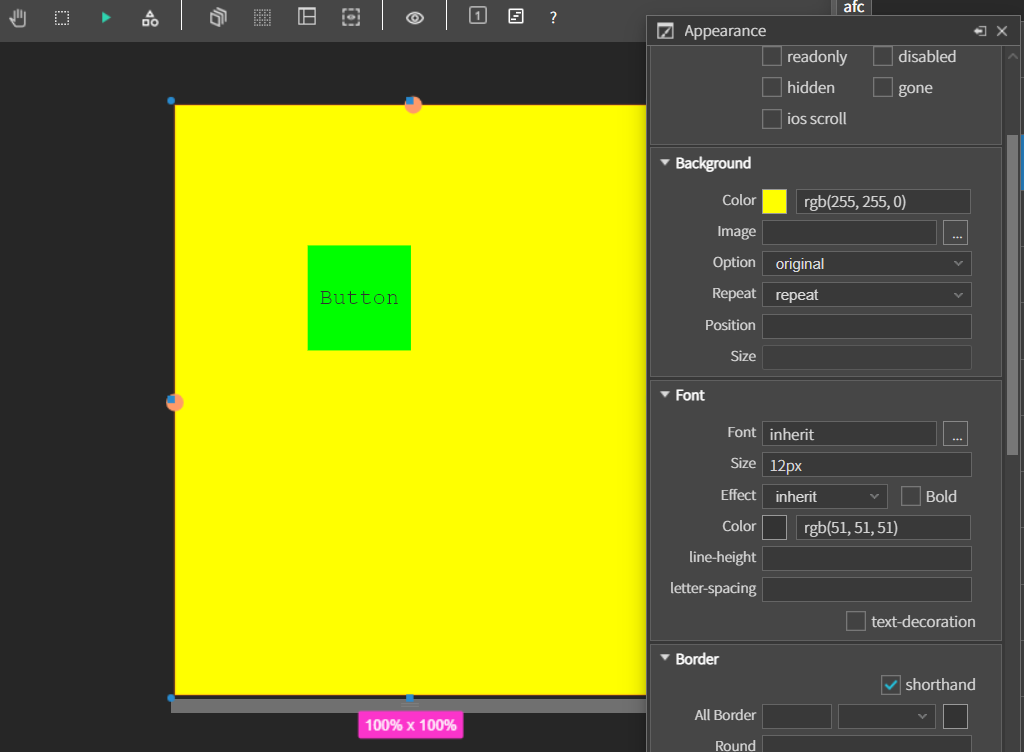 afc
1
?
Appearance
readonly disabled
hidden gone
ios scroll
Background
Color rgb(255, 255, 0)
Image ...
Option original
Repeat repeat
Position
Size
Font
Font inherit ...
Size 12px
Effect inherit Bold
Color rgb(51, 51, 51)
line-height
letter-spacing
text-decoration
Border
shorthand
All Border
Round
Button
100% x 100%